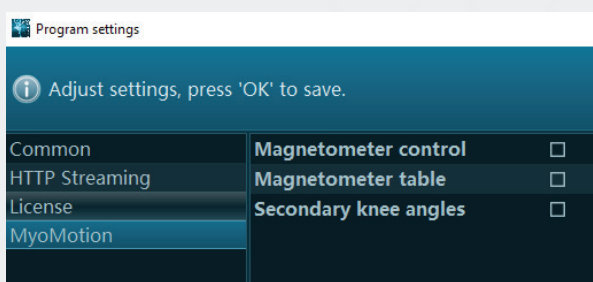 Program settings
Adjust settings, press 'OK' to save.
Common
HTTP Streaming
License
MyoMotion
Magnetometer control
Magnetometer table
Secondary knee angles